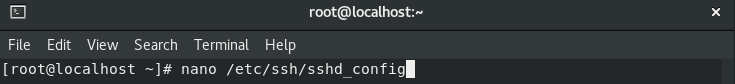 root@localhost:~
File Edit View Search Terminal Help
[root@localhost ~]# nano /etc/ssh/sshd_config